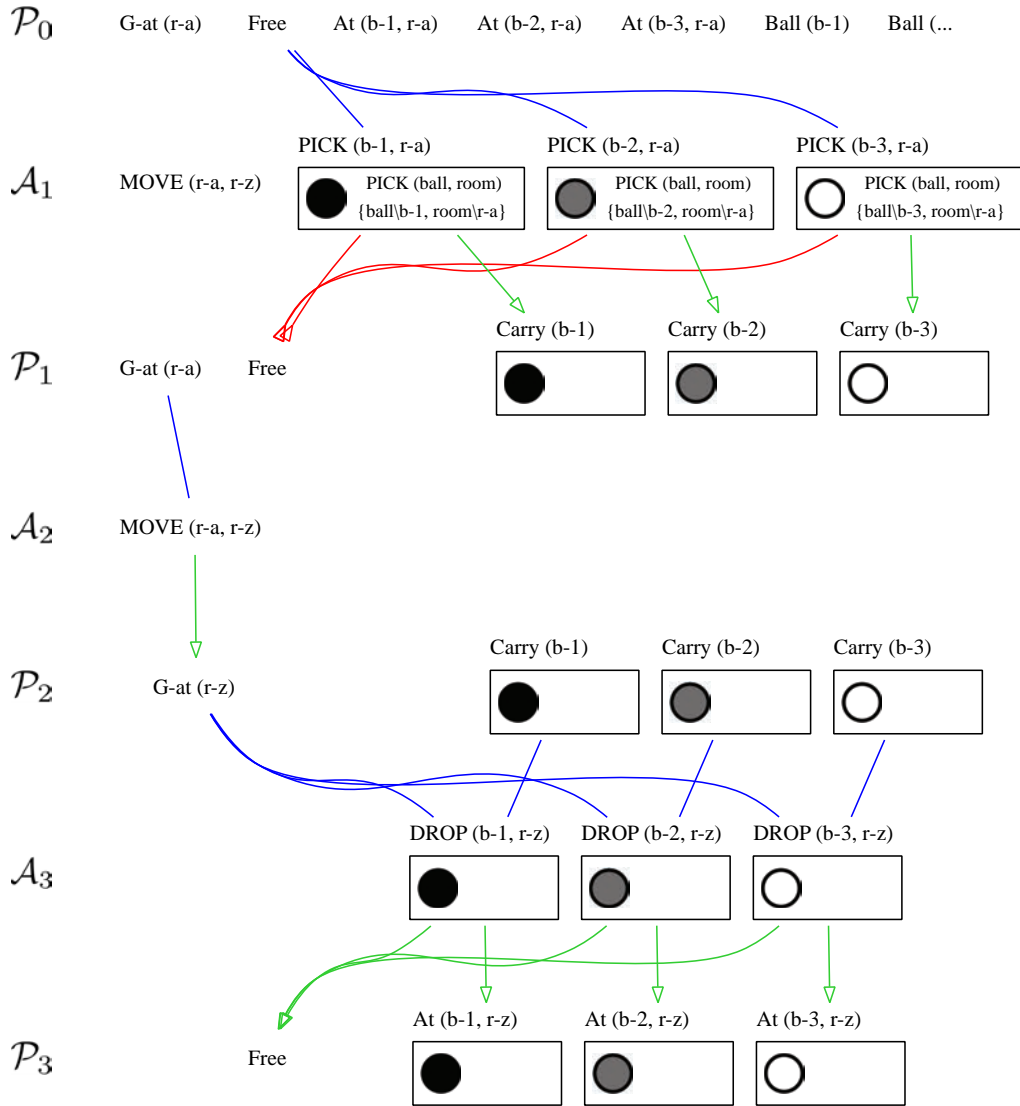 P0 G-at (r-a) Free At (b-1, r-a) At (b-2, r-a) At (b-3, r-a) Ball (b-1) Ball (...
PICK (b-1, r-a) PICK (b-2, r-a) PICK (b-3, r-a)
A1 MOVE (r-a, r-z) PICK (ball, room) PICK (ball, room) PICK (ball, room)
{ball\b-1, room\r-a} {ball\b-2, room\r-a} {ball\b-3, room\r-a}
Carry (b-1) Carry (b-2) Carry (b-3)
P1 G-at (r-a) Free
A2 MOVE (r-a, r-z)
Carry (b-1) Carry (b-2) Carry (b-3)
P2 G-at (r-z)
DROP (b-1, r-z) DROP (b-2, r-z) DROP (b-3, r-z)
A3
At (b-1, r-z) At (b-2, r-z) At (b-3, r-z)
P3 Free